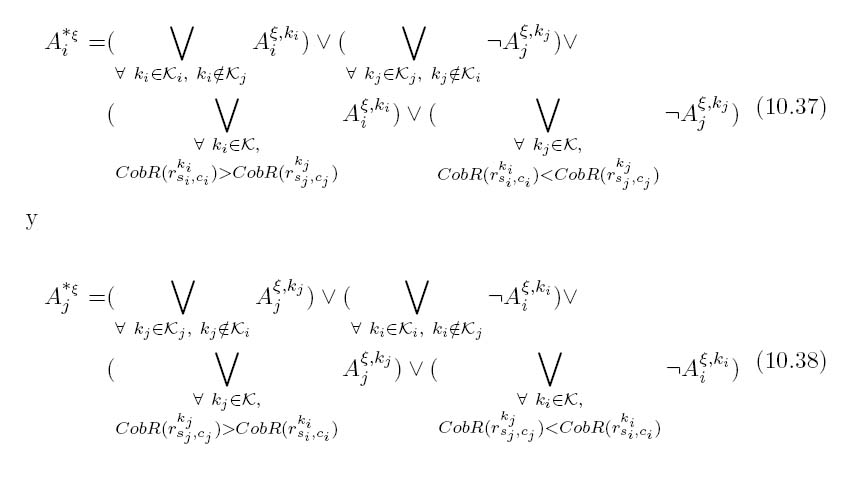 A_i^{*ξ} =( ⋁_{∀ k_i∈𝒦_i, k_i∉𝒦_j} A_i^{ξ,k_i}) ∨ ( ⋁_{∀ k_j∈𝒦_j, k_j∉𝒦_i} ¬A_j^{ξ,k_j})∨
( ⋁_{∀ k_i∈𝒦, CobR(r_{s_i,c_i}^{k_i})>CobR(r_{s_j,c_j}^{k_j})} A_i^{ξ,k_i}) ∨ ( ⋁_{∀ k_j∈𝒦, CobR(r_{s_i,c_i}^{k_i})<CobR(r_{s_j,c_j}^{k_j})} ¬A_j^{ξ,k_j}) (10.37)
y
A_j^{*ξ} =( ⋁_{∀ k_j∈𝒦_j, k_j∉𝒦_i} A_j^{ξ,k_j}) ∨ ( ⋁_{∀ k_i∈𝒦_i, k_i∉𝒦_j} ¬A_i^{ξ,k_i})∨
( ⋁_{∀ k_j∈𝒦, CobR(r_{s_j,c_j}^{k_j})>CobR(r_{s_i,c_i}^{k_i})} A_j^{ξ,k_j}) ∨ ( ⋁_{∀ k_i∈𝒦, CobR(r_{s_j,c_j}^{k_j})<CobR(r_{s_i,c_i}^{k_i})} ¬A_i^{ξ,k_i}) (10.38)